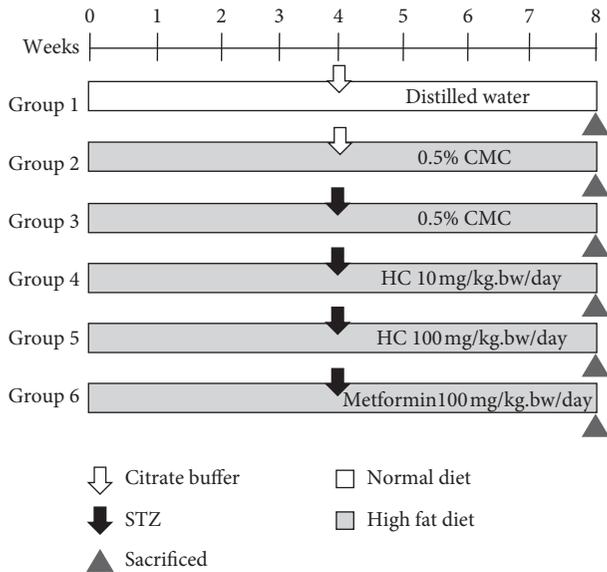 0 1 2 3 4 5 6 7 8
Weeks
Group 1 Distilled water
Group 2 0.5% CMC
Group 3 0.5% CMC
Group 4 HC 10 mg/kg.bw/day
Group 5 HC 100 mg/kg.bw/day
Group 6 Metformin100 mg/kg.bw/day
Citrate buffer Normal diet
STZ High fat diet
Sacrificed